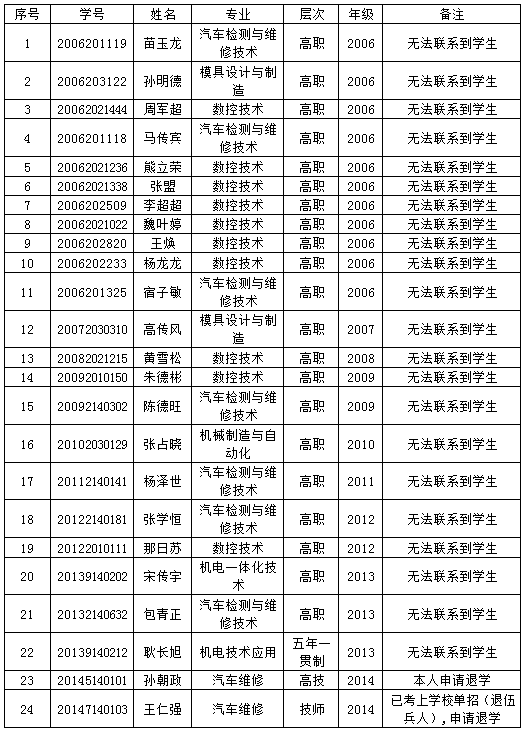 序号 学号 姓名 专业 层次 年级 备注
1 2006201119 苗玉龙 汽车检测与维修技术 高职 2006 无法联系到学生
2 2006203122 孙明德 模具设计与制造 高职 2006 无法联系到学生
3 20062021444 周军超 数控技术 高职 2006 无法联系到学生
4 2006201118 马传宾 汽车检测与维修技术 高职 2006 无法联系到学生
5 20062021236 熊立荣 数控技术 高职 2006 无法联系到学生
6 20062021338 张盟 数控技术 高职 2006 无法联系到学生
7 2006202509 李超超 数控技术 高职 2006 无法联系到学生
8 20062021022 魏叶婷 数控技术 高职 2006 无法联系到学生
9 2006202820 王焕 数控技术 高职 2006 无法联系到学生
10 2006202233 杨龙龙 数控技术 高职 2006 无法联系到学生
11 2006201325 宿子敏 汽车检测与维修技术 高职 2006 无法联系到学生
12 20072030310 高传风 模具设计与制造 高职 2007 无法联系到学生
13 20082021215 黄雪松 数控技术 高职 2008 无法联系到学生
14 20092010150 朱德彬 数控技术 高职 2009 无法联系到学生
15 20092140302 陈德旺 汽车检测与维修技术 高职 2009 无法联系到学生
16 20102030129 张占晓 机械制造与自动化 高职 2010 无法联系到学生
17 20112140141 杨泽世 汽车检测与维修技术 高职 2011 无法联系到学生
18 20122140181 张学恒 汽车检测与维修技术 高职 2012 无法联系到学生
19 20122010111 那日苏 数控技术 高职 2012 无法联系到学生
20 20139140202 宋传宇 机电一体化技术 高职 2013 无法联系到学生
21 20132140632 包青正 汽车检测与维修技术 高职 2013 无法联系到学生
22 20139140212 耿长旭 机电技术应用 五年一贯制 2013 无法联系到学生
23 20145140101 孙朝政 汽车维修 高技 2014 本人申请退学
24 20147140103 王仁强 汽车维修 技师 2014 已考上学校单招（退伍兵人）,申请退学